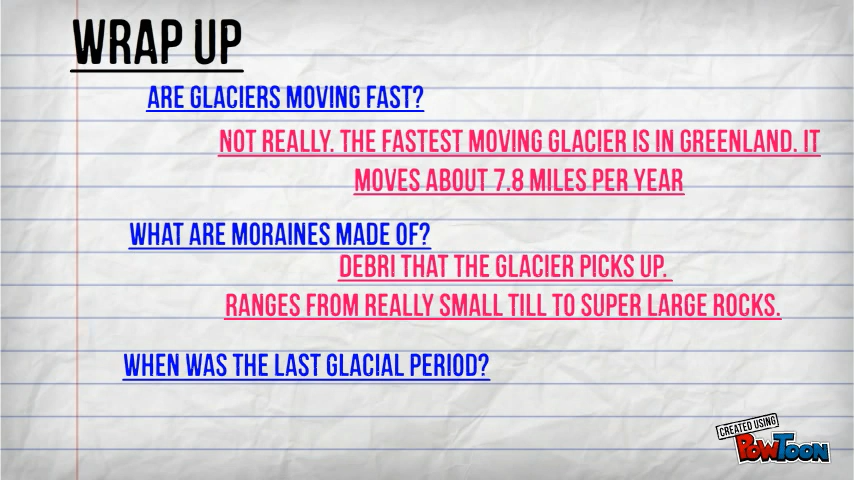 WRAP UP
ARE GLACIERS MOVING FAST?
NOT REALLY. THE FASTEST MOVING GLACIER IS IN GREENLAND. IT
MOVES ABOUT 7.8 MILES PER YEAR
WHAT ARE MORAINES MADE OF?
DEBRI THAT THE GLACIER PICKS UP.
RANGES FROM REALLY SMALL TILL TO SUPER LARGE ROCKS.
WHEN WAS THE LAST GLACIAL PERIOD?
CREATED USING
POWTOON